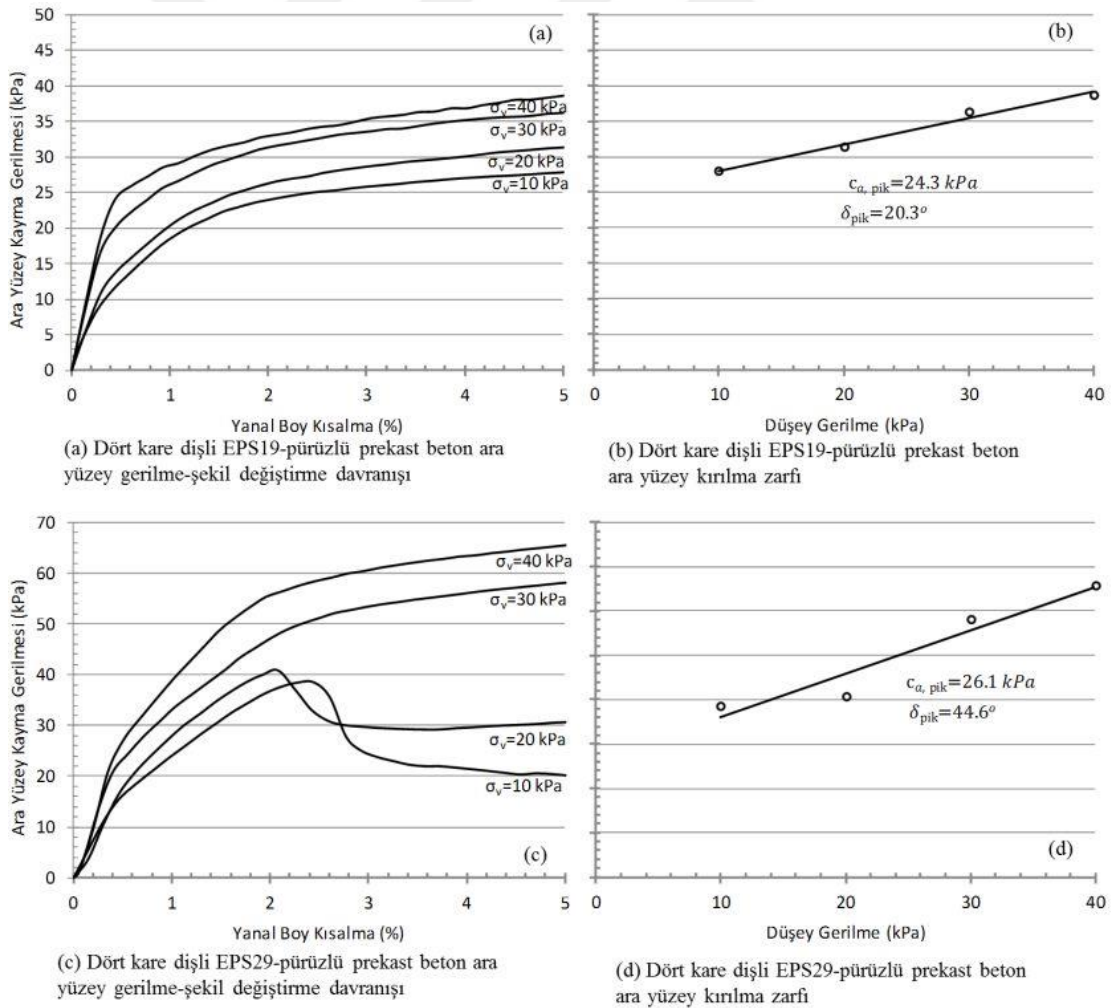 (a)
50
45
40
35
30
25
20
15
10
5
0
Ara Yüzey Kayma Gerilmesi (kPa)
σv=40 kPa
σv=30 kPa
σv=20 kPa
σv=10 kPa
0 1 2 3 4 5
Yanal Boy Kısalma (%)
(a) Dört kare dişli EPS19-pürüzlü prekast beton ara
yüzey gerilme-şekil değiştirme davranışı
(b)
ca, pik=24.3 kPa
δpik=20.3o
0 10 20 30 40
Düşey Gerilme (kPa)
(b) Dört kare dişli EPS19-pürüzlü prekast beton
ara yüzey kırılma zarfı
70
60
50
40
30
20
10
0
Ara Yüzey Kayma Gerilmesi (kPa)
σv=40 kPa
σv=30 kPa
σv=20 kPa
σv=10 kPa
(c)
0 1 2 3 4 5
Yanal Boy Kısalma (%)
(c) Dört kare dişli EPS29-pürüzlü prekast beton ara
yüzey gerilme-şekil değiştirme davranışı
ca, pik=26.1 kPa
δpik=44.6o
(d)
0 10 20 30 40
Düşey Gerilme (kPa)
(d) Dört kare dişli EPS29-pürüzlü prekast beton
ara yüzey kırılma zarfı